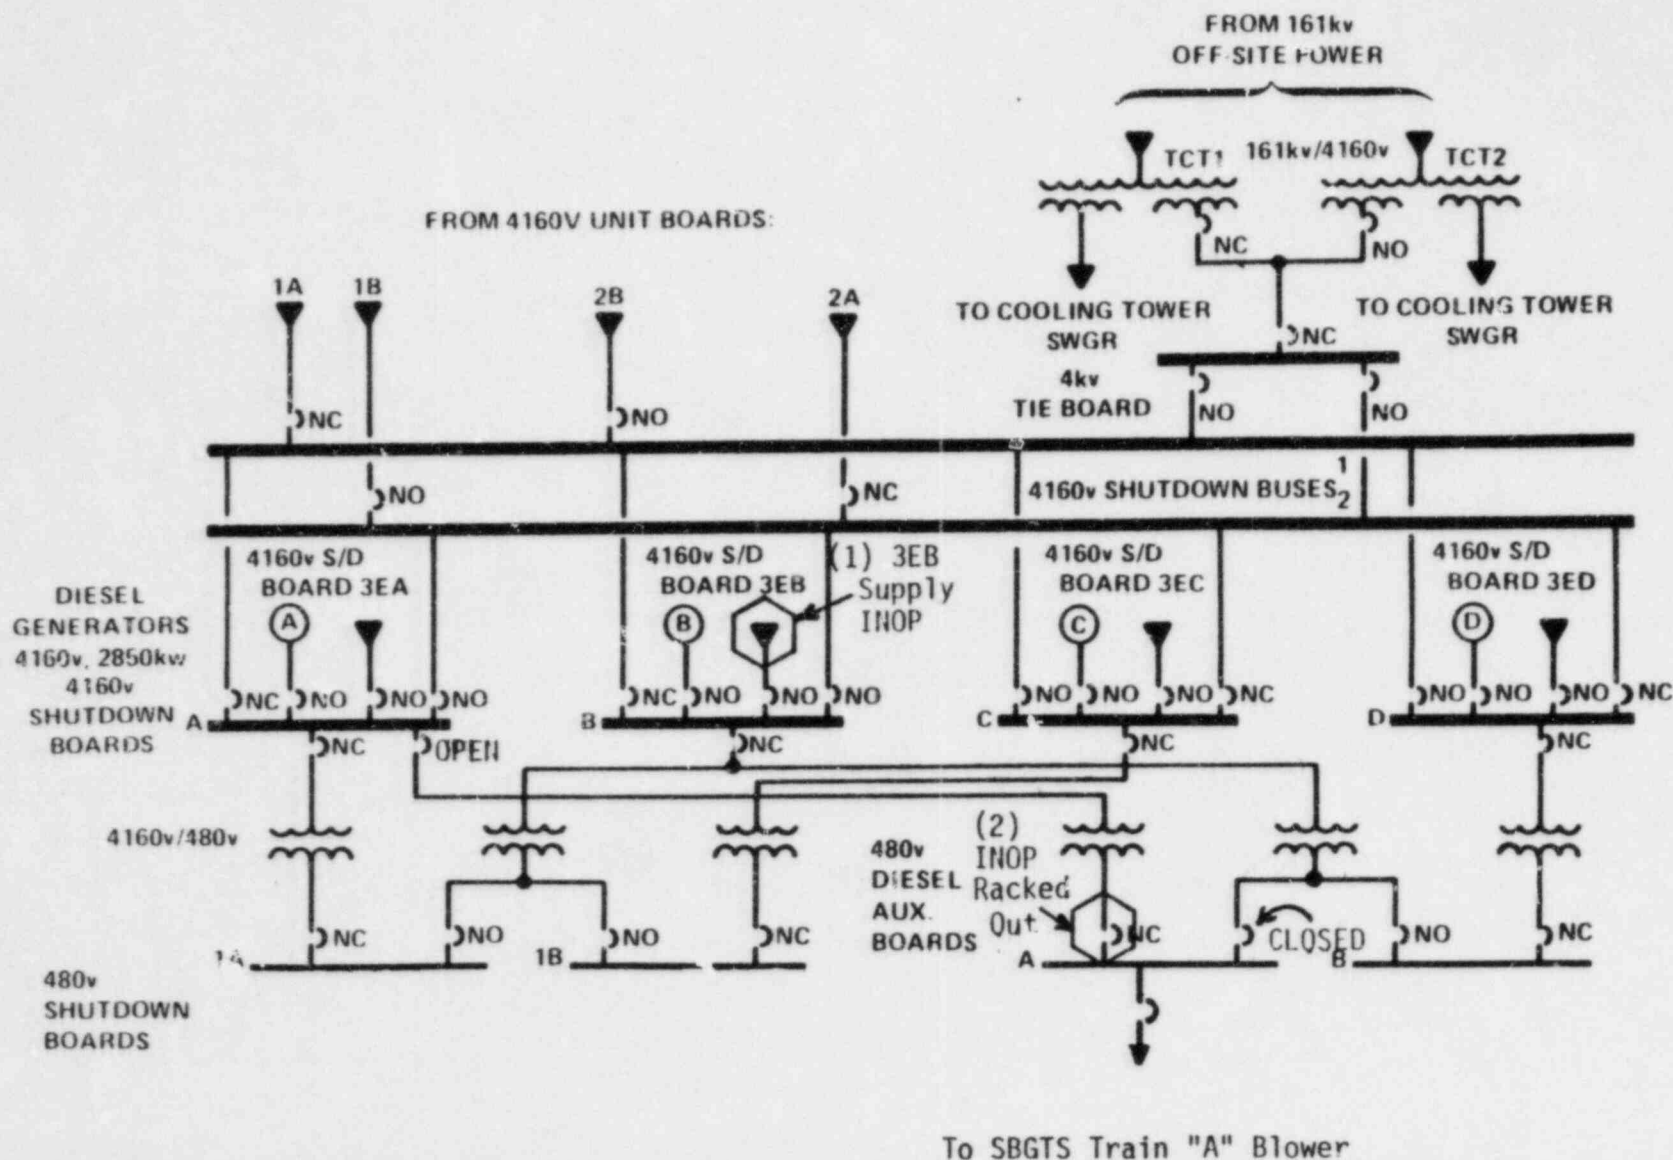 FROM 161kv
OFF-SITE POWER
TCT1
161kv/4160v
TCT2
FROM 4160V UNIT BOARDS:
NC
NO
1A
1B
2B
2A
TO COOLING TOWER
SWGR
TO COOLING TOWER
SWGR
NC
4kv
TIE BOARD
NO
NO
NC
NO
NO
NC
4160v SHUTDOWN BUSES
1
2
4160v S/D
BOARD 3EA
4160v S/D
BOARD 3EB
(1) 3EB
Supply
INOP
4160v S/D
BOARD 3EC
4160v S/D
BOARD 3ED
DIESEL
GENERATORS
4160v, 2850kw
4160v
SHUTDOWN
BOARDS
A
B
C
D
NC
NO
NO
NO
NC
NO
NO
NO
NO
NO
NO
NC
NO
NO
NO
NC
A
B
C
D
NC
OPEN
NC
NC
NC
4160v/480v
480v
DIESEL
AUX.
BOARDS
(2)
INOP
Racked
Out
NC
NO
NO
NC
NC
CLOSED
NO
NC
1A
1B
A
B
480v
SHUTDOWN
BOARDS
To SBGTS Train "A" Blower